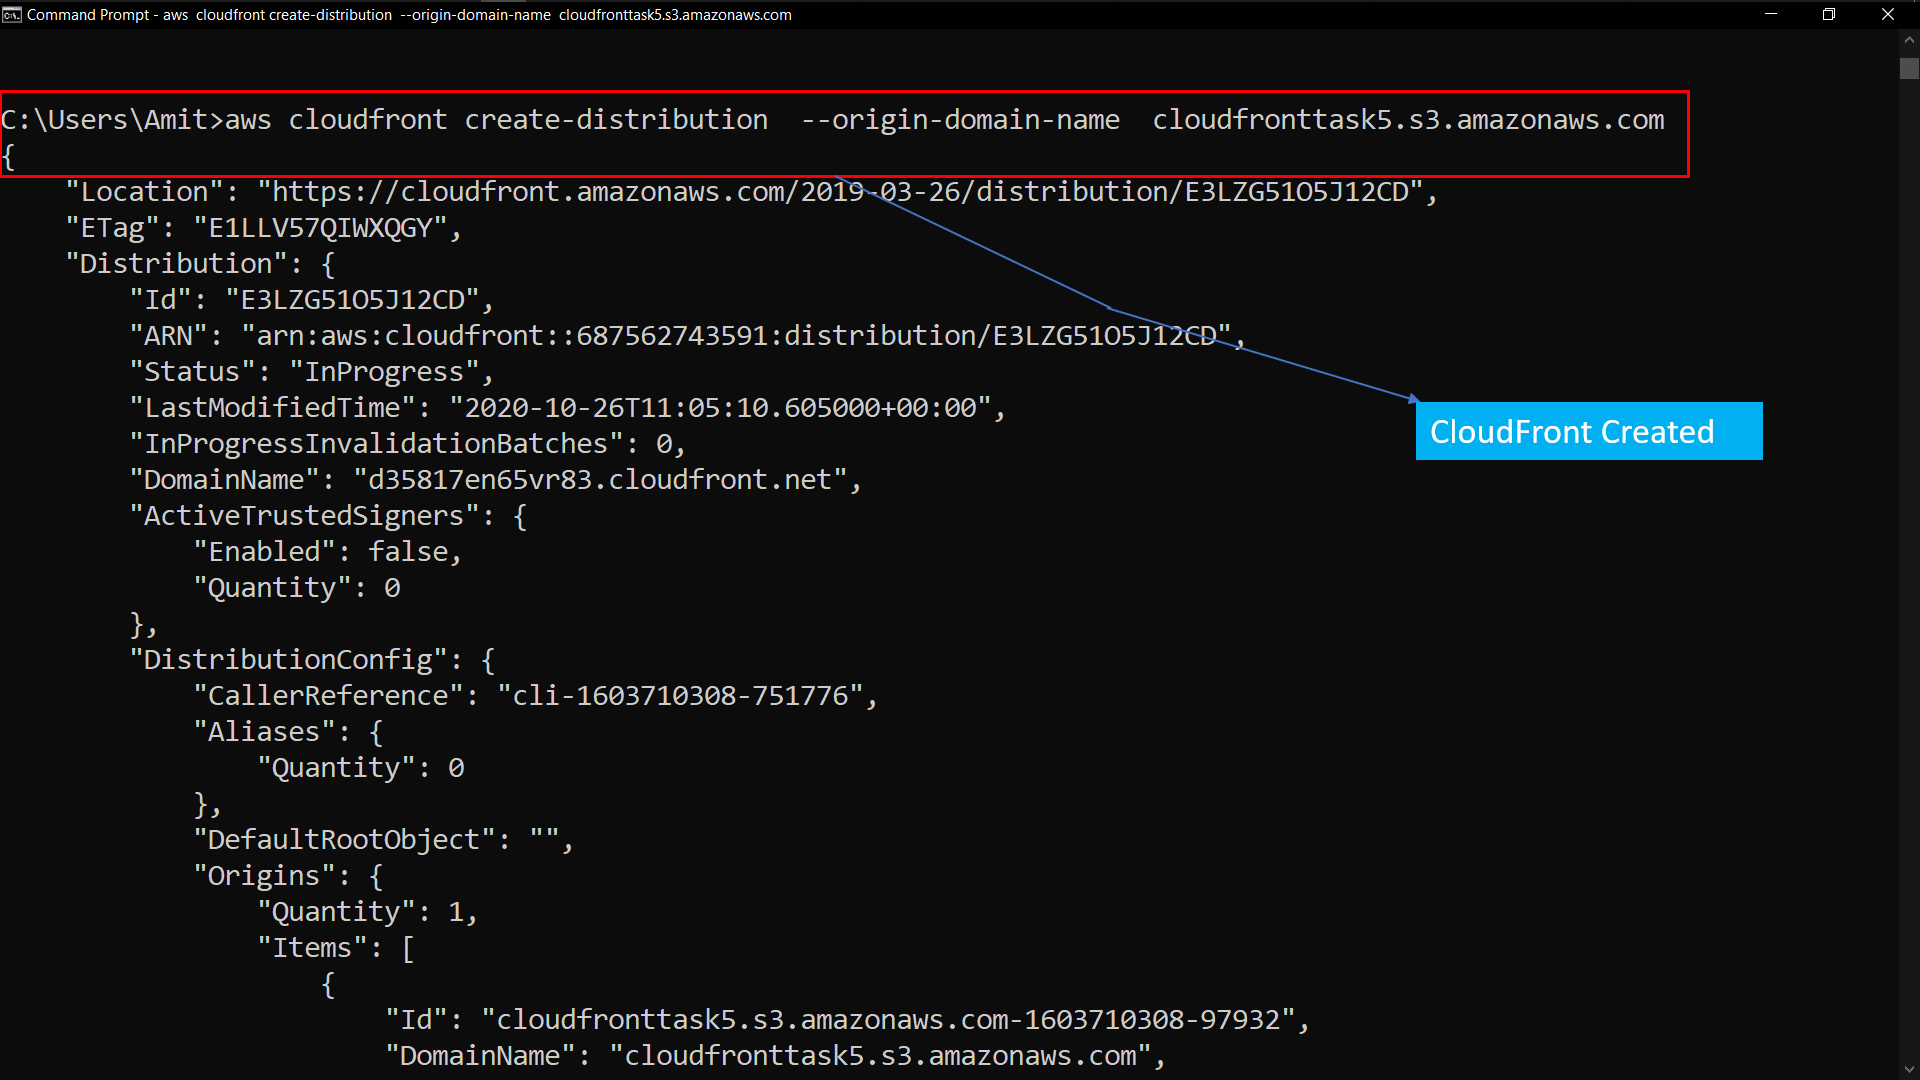 Command Prompt - aws  cloudfront create-distribution  --origin-domain-name  cloudfronttask5.s3.amazonaws.com
C:\Users\Amit>aws cloudfront create-distribution  --origin-domain-name  cloudfronttask5.s3.amazonaws.com
{
    "Location": "https://cloudfront.amazonaws.com/2019-03-26/distribution/E3LZG51O5J12CD",
    "ETag": "E1LLV57QIWXQGY",
    "Distribution": {
        "Id": "E3LZG51O5J12CD",
        "ARN": "arn:aws:cloudfront::687562743591:distribution/E3LZG51O5J12CD",
        "Status": "InProgress",
        "LastModifiedTime": "2020-10-26T11:05:10.605000+00:00",
CloudFront Created
        "InProgressInvalidationBatches": 0,
        "DomainName": "d35817en65vr83.cloudfront.net",
        "ActiveTrustedSigners": {
            "Enabled": false,
            "Quantity": 0
        },
        "DistributionConfig": {
            "CallerReference": "cli-1603710308-751776",
            "Aliases": {
                "Quantity": 0
            },
            "DefaultRootObject": "",
            "Origins": {
                "Quantity": 1,
                "Items": [
                    {
                        "Id": "cloudfronttask5.s3.amazonaws.com-1603710308-97932",
                        "DomainName": "cloudfronttask5.s3.amazonaws.com",